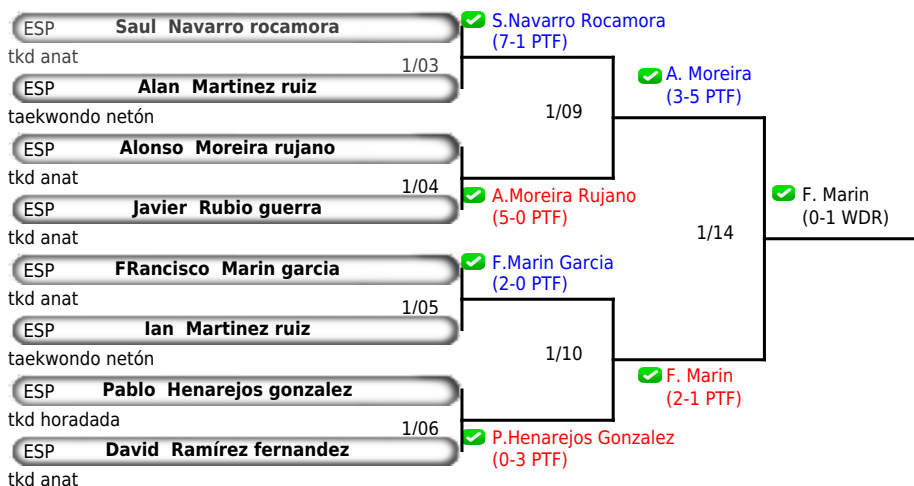 ESP Saul Navarro rocamora
tkd anat
1/03
ESP Alan Martinez ruiz
taekwondo netón
ESP Alonso Moreira rujano
tkd anat
1/04
ESP Javier Rubio guerra
tkd anat
ESP FRancisco Marin garcia
tkd anat
1/05
ESP Ian Martinez ruiz
taekwondo netón
ESP Pablo Henarejos gonzalez
tkd horadada
1/06
ESP David Ramírez fernandez
tkd anat
S.Navarro Rocamora
(7-1 PTF)
1/09
A.Moreira Rujano
(5-0 PTF)
F.Marin Garcia
(2-0 PTF)
1/10
P.Henarejos Gonzalez
(0-3 PTF)
A. Moreira
(3-5 PTF)
1/14
F. Marin
(2-1 PTF)
F. Marin
(0-1 WDR)